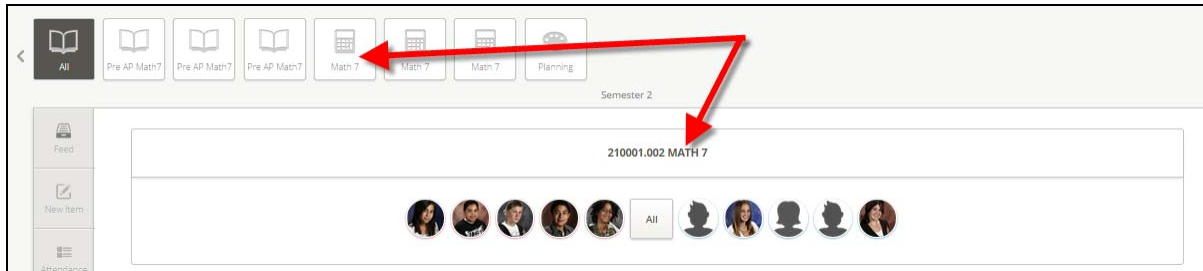 All
Pre AP Math7
Pre AP Math7
Pre AP Math7
Math 7
Math 7
Math 7
Planning
Semester 2
Feed
210001.002 MATH 7
New Item
All
Attendance